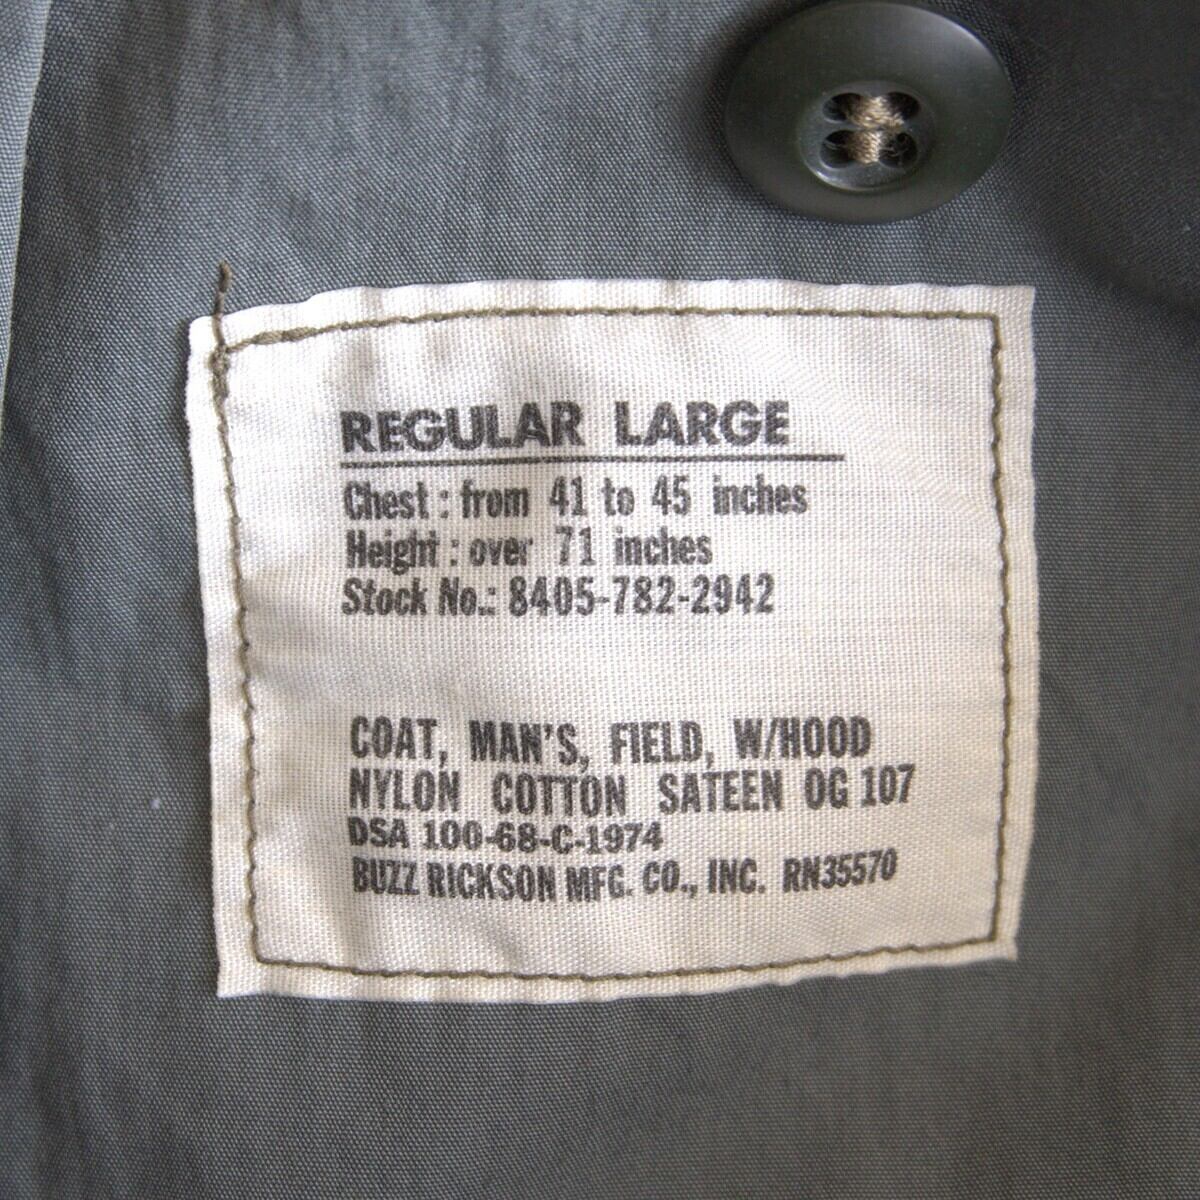 REGULAR LARGE
Chest : from 41 to 45 inches
Height : over 71 inches
Stock No.: 8405-782-2942
COAT, MAN'S, FIELD, W/HOOD
NYLON COTTON SATEEN OG 107
DSA 100-68-C-1974
BUZZ RICKSON MFG. CO., INC. RN35570